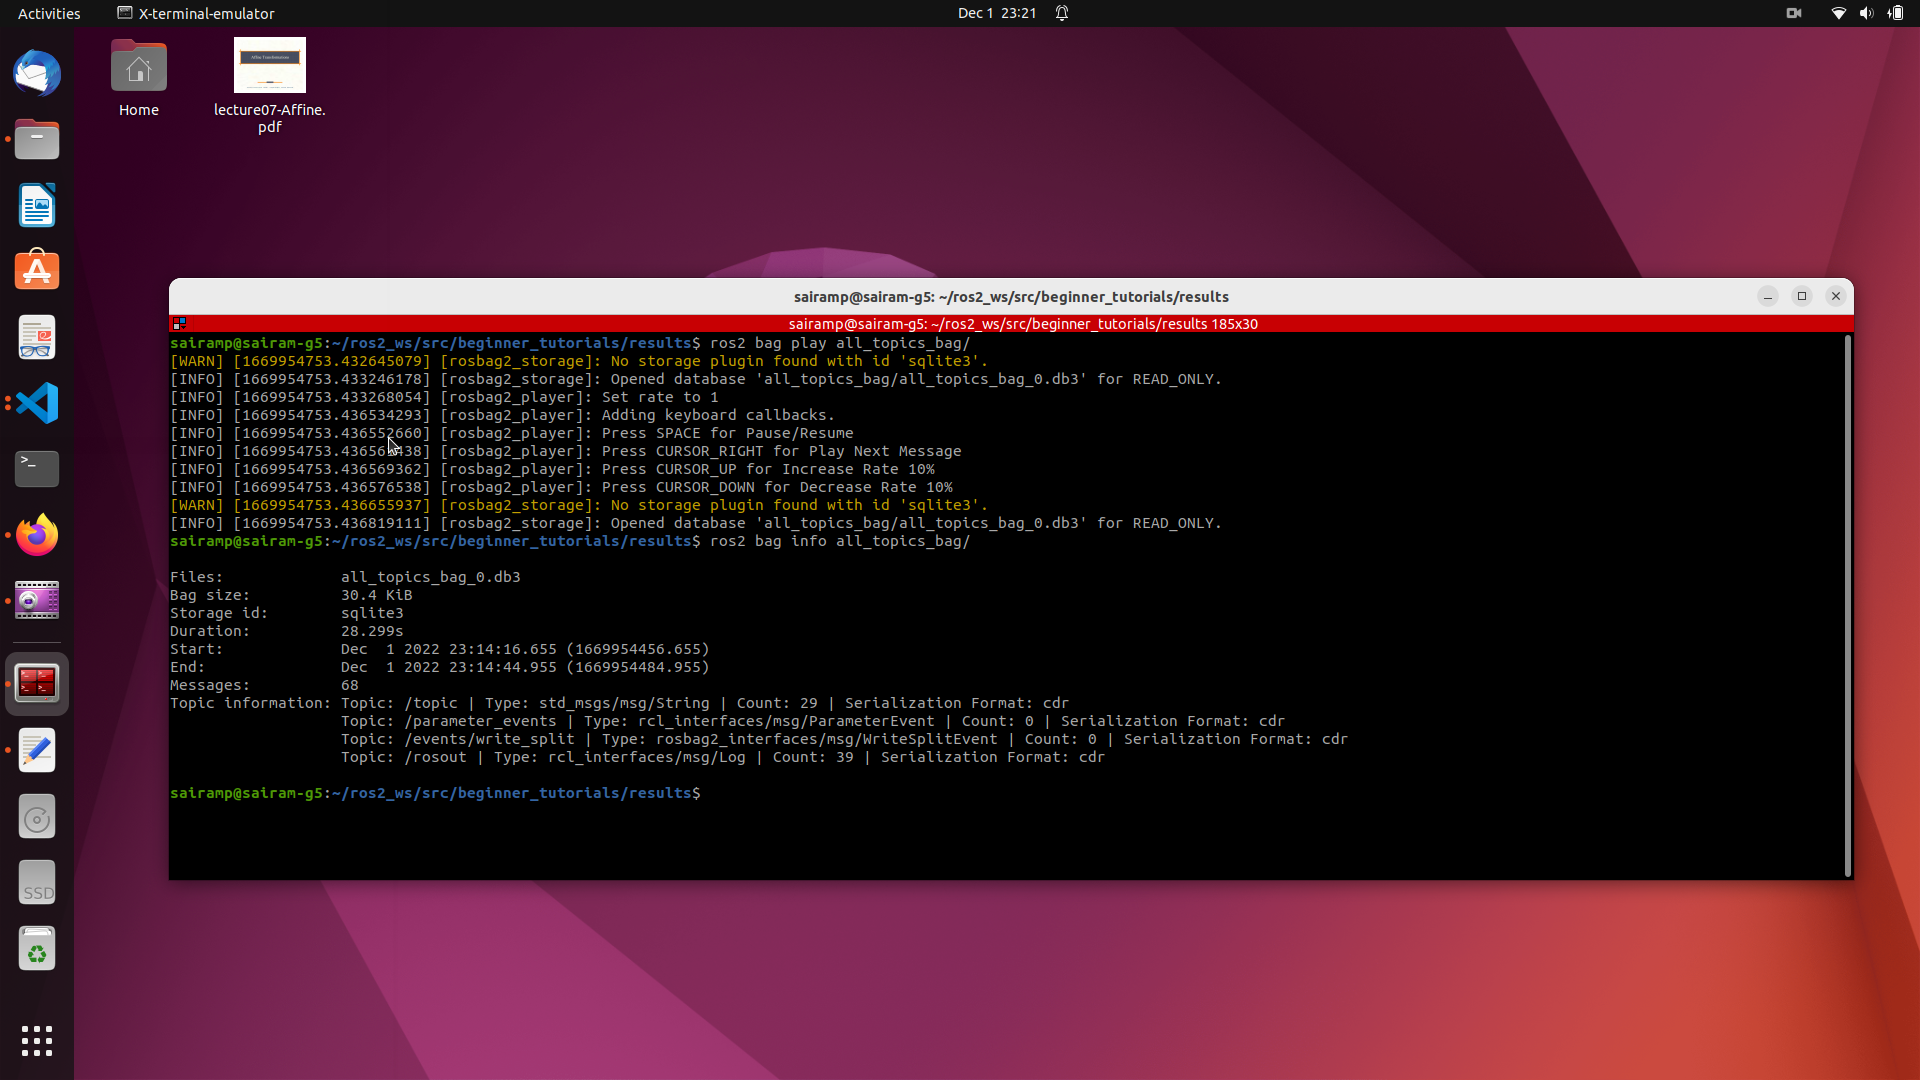 Activities
X-terminal-emulator
Dec 1 23:21
Home
lecture07-Affine.
pdf
sairamp@sairam-g5: ~/ros2_ws/src/beginner_tutorials/results
sairamp@sairam-g5: ~/ros2_ws/src/beginner_tutorials/results 185x30
sairamp@sairam-g5:~/ros2_ws/src/beginner_tutorials/results$ ros2 bag play all_topics_bag/
[WARN] [1669954753.432645079] [rosbag2_storage]: No storage plugin found with id 'sqlite3'.
[INFO] [1669954753.433246178] [rosbag2_storage]: Opened database 'all_topics_bag/all_topics_bag_0.db3' for READ_ONLY.
[INFO] [1669954753.433268054] [rosbag2_player]: Set rate to 1
[INFO] [1669954753.436534293] [rosbag2_player]: Adding keyboard callbacks.
[INFO] [1669954753.436552660] [rosbag2_player]: Press SPACE for Pause/Resume
[INFO] [rosbag2_player]: Press CURSOR_RIGHT for Play Next Message
[INFO] [1669954753.436569362] [rosbag2_player]: Press CURSOR_UP for Increase Rate 10%
[INFO] [1669954753.436576538] [rosbag2_player]: Press CURSOR_DOWN for Decrease Rate 10%
[WARN] [1669954753.436655937] [rosbag2_storage]: No storage plugin found with id 'sqlite3'.
[INFO] [1669954753.436819111] [rosbag2_storage]: Opened database 'all_topics_bag/all_topics_bag_0.db3' for READ_ONLY.
sairamp@sairam-g5:~/ros2_ws/src/beginner_tutorials/results$ ros2 bag info all_topics_bag/
Files: all_topics_bag_0.db3
Bag size: 30.4 KiB
Storage id: sqlite3
Duration: 28.299s
Start: Dec  1 2022 23:14:16.655 (1669954456.655)
End: Dec  1 2022 23:14:44.955 (1669954484.955)
Messages: 68
Topic information: Topic: /topic | Type: std_msgs/msg/String | Count: 29 | Serialization Format: cdr
Topic: /parameter_events | Type: rcl_interfaces/msg/ParameterEvent | Count: 0 | Serialization Format: cdr
Topic: /events/write_split | Type: rosbag2_interfaces/msg/WriteSplitEvent | Count: 0 | Serialization Format: cdr
Topic: /rosout | Type: rcl_interfaces/msg/Log | Count: 39 | Serialization Format: cdr
sairamp@sairam-g5:~/ros2_ws/src/beginner_tutorials/results$
SSD